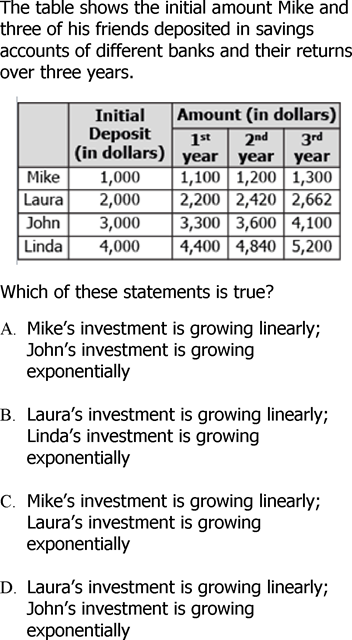 The table shows the initial amount Mike and
three of his friends deposited in savings
accounts of different banks and their returns
over three years.
Initial Deposit (in dollars) Amount (in dollars)
1st year 2nd year 3rd year
Mike 1,000 1,100 1,200 1,300
Laura 2,000 2,200 2,420 2,662
John 3,000 3,300 3,600 4,100
Linda 4,000 4,400 4,840 5,200
Which of these statements is true?
A. Mike's investment is growing linearly;
John's investment is growing
exponentially
B. Laura's investment is growing linearly;
Linda's investment is growing
exponentially
C. Mike's investment is growing linearly;
Laura's investment is growing
exponentially
D. Laura's investment is growing linearly;
John's investment is growing
exponentially